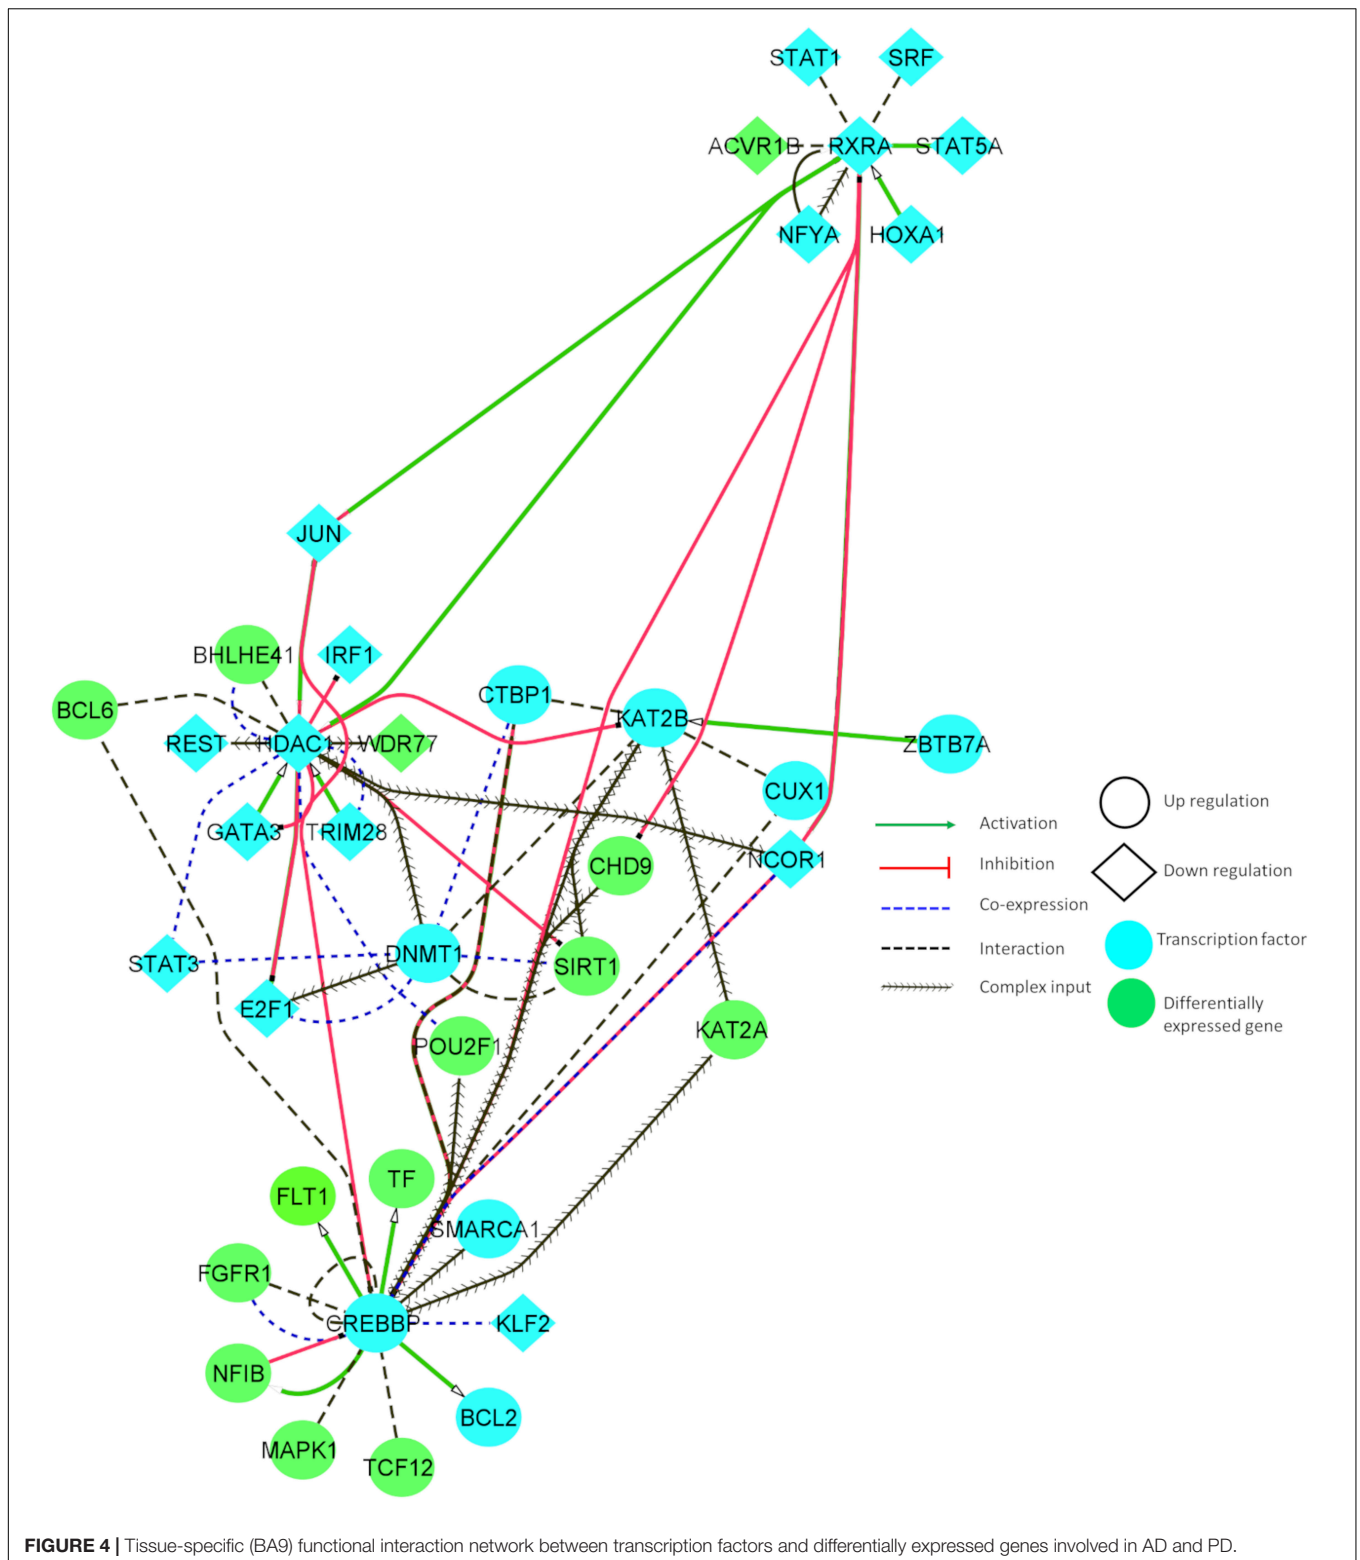 STAT1 SRF
ACVR1B RXRA STAT5A
NFYA HOXA1
JUN
BHLHE41 IRF1
BCL6 CTBP1 KAT2B
REST HDAC1 WDR77 ZBTB7A
CUX1
GATA3 TRIM28 CHD9 NCOR1
STAT3 DNMT1 SIRT1
E2F1 POU2F1 KAT2A
TF
FLT1
SMARCA1
FGFR1
CREBBP KLF2
NFIB
BCL2
MAPK1 TCF12
Activation
Inhibition
Co-expression
Interaction
Complex input
Up regulation
Down regulation
Transcription factor
Differentially
expressed gene
FIGURE 4 | Tissue-specific (BA9) functional interaction network between transcription factors and differentially expressed genes involved in AD and PD.